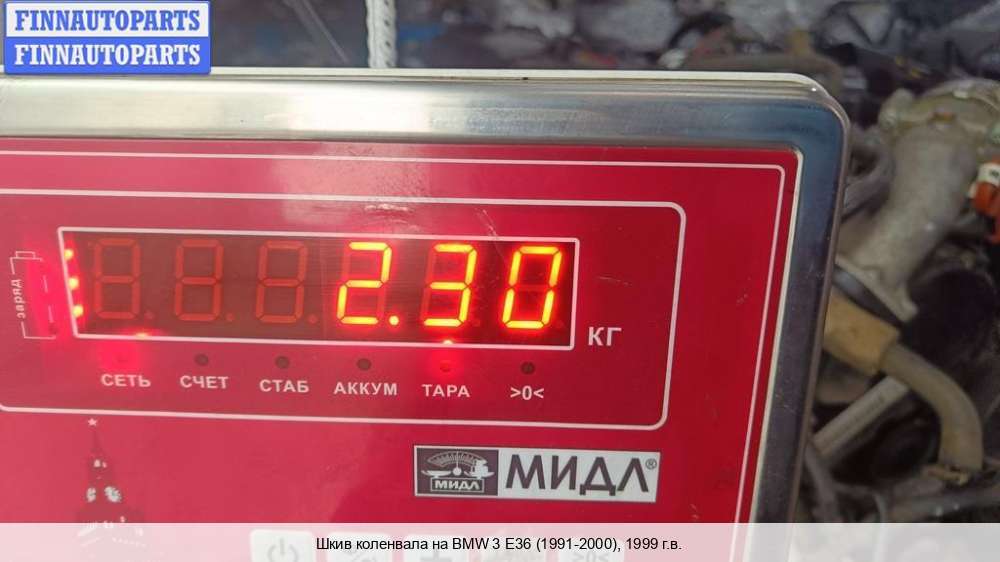 FINNAUTOPARTS
FINNAUTOPARTS
заряд
2.30
КГ
СЕТЬ СЧЕТ СТАБ АККУМ ТАРА >0<
МИДЛ МИДЛ®
>0<
Шкив коленвала на BMW 3 E36 (1991-2000), 1999 г.в.